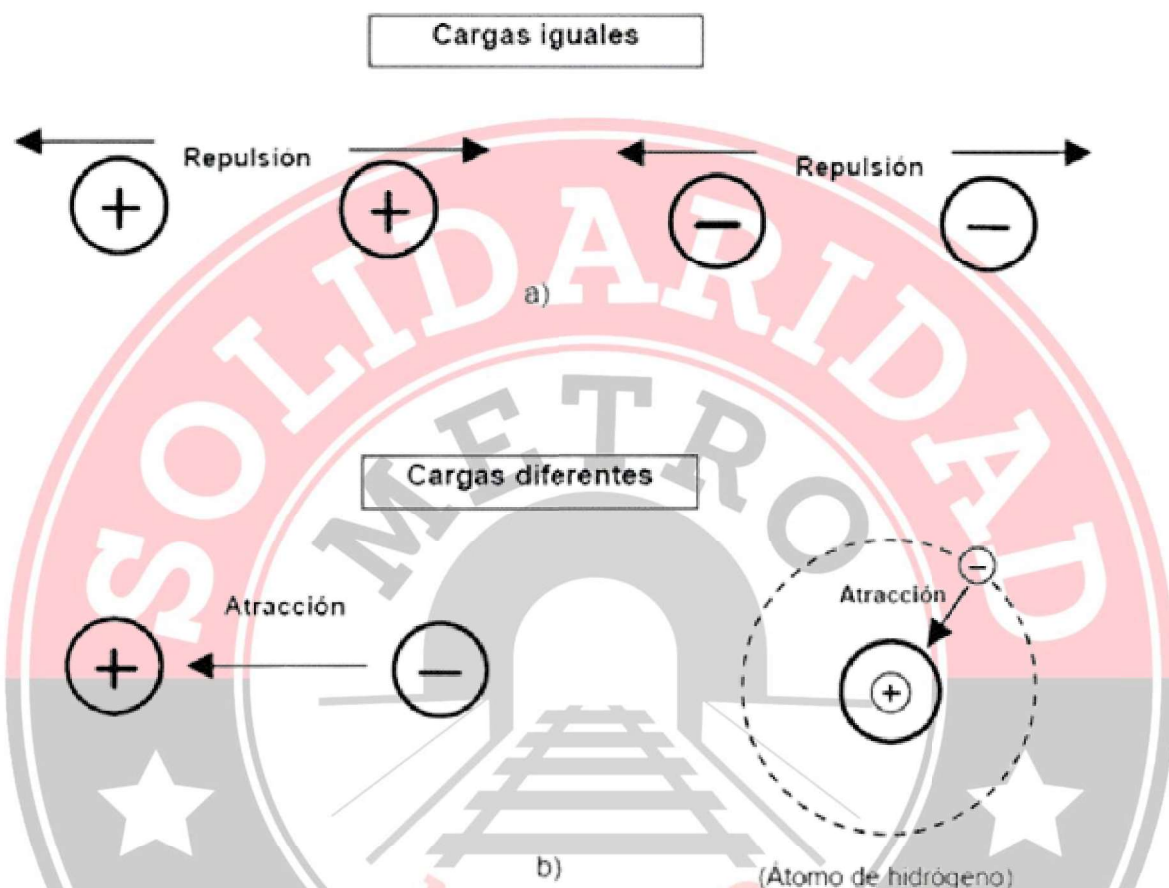 Cargas iguales
Repulsión
Repulsión
+
+
−
−
a)
SOLIDARIDAD
METRO
Cargas diferentes
Atracción
+
−
−
Atracción
+
b)
(Átomo de hidrógeno)